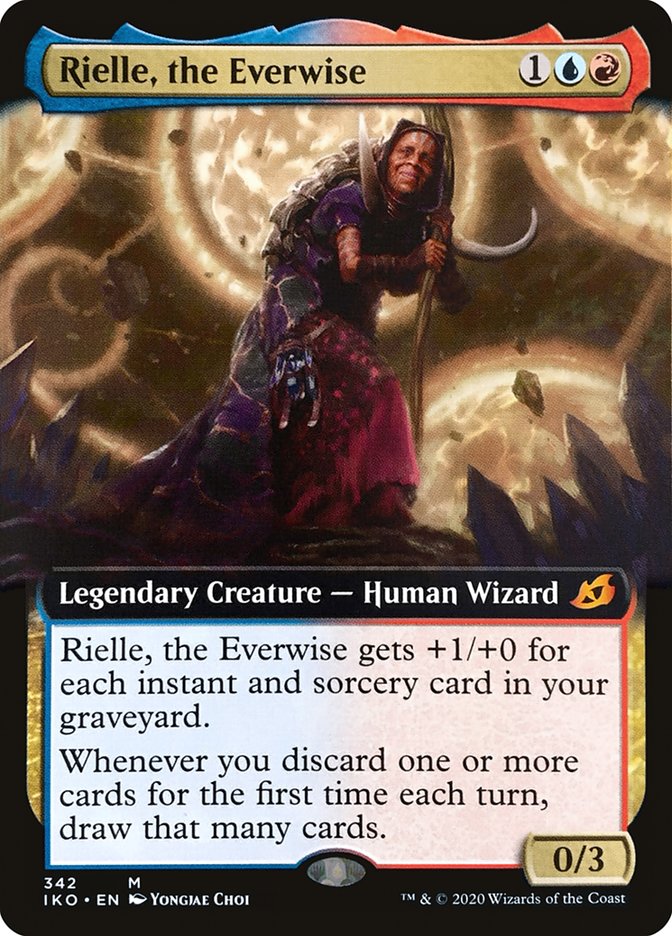 Rielle, the Everwise
1
Legendary Creature — Human Wizard
Rielle, the Everwise gets +1/+0 for
each instant and sorcery card in your
graveyard.
Whenever you discard one or more
cards for the first time each turn,
draw that many cards.
0/3
342 M
IKO • EN Yongjae Choi
™ & © 2020 Wizards of the Coast